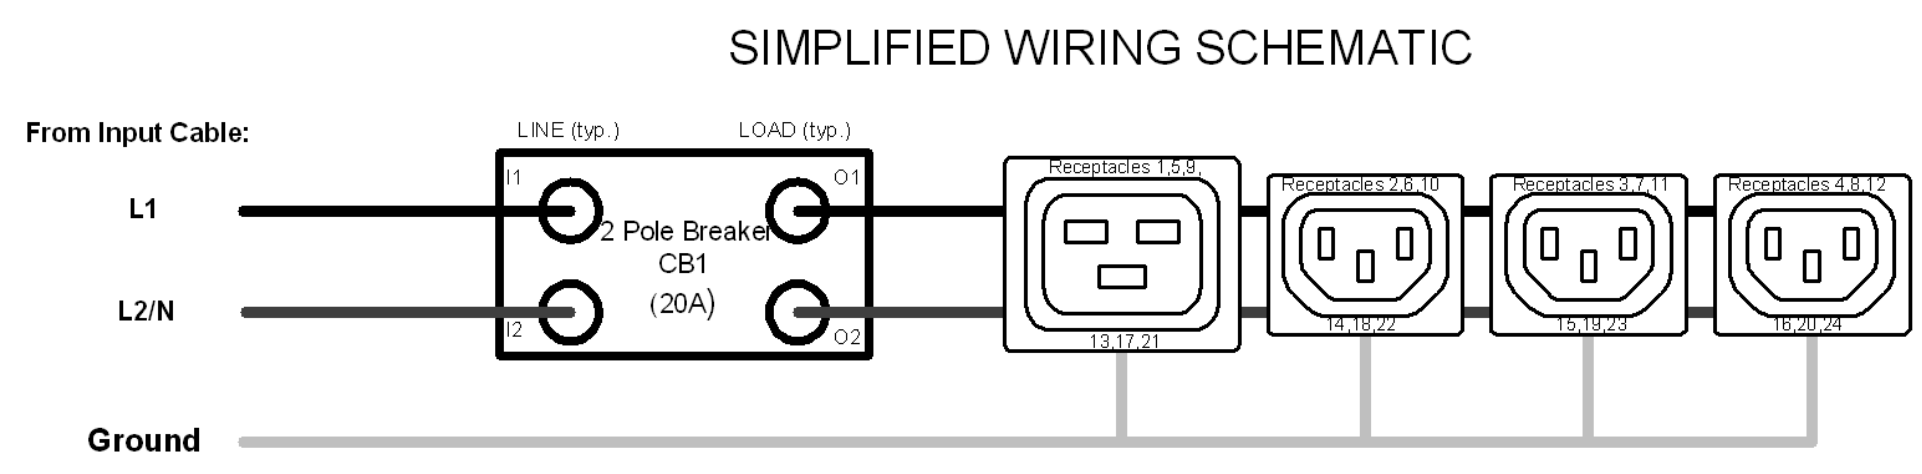 SIMPLIFIED WIRING SCHEMATIC
From Input Cable:
LINE (typ.)
LOAD (typ.)
I1
O1
L1
2 Pole Breaker
CB1
(20A)
L2/N
I2
O2
Receptacles 1,5,9,
13,17,21
Receptacles 2,6,10
14,18,22
Receptacles 3,7,11
15,19,23
Receptacles 4,8,12
16,20,24
Ground